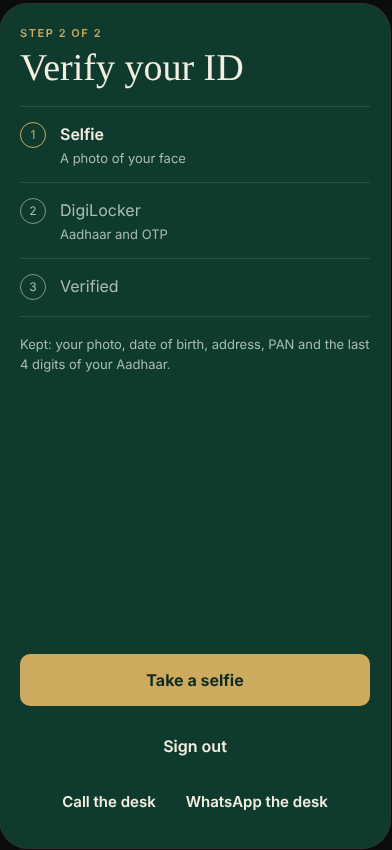 STEP 2 OF 2
Verify your ID
1
Selfie
A photo of your face
2
DigiLocker
Aadhaar and OTP
3
Verified
Kept: your photo, date of birth, address, PAN and the last
4 digits of your Aadhaar.
Take a selfie
Sign out
Call the desk
WhatsApp the desk